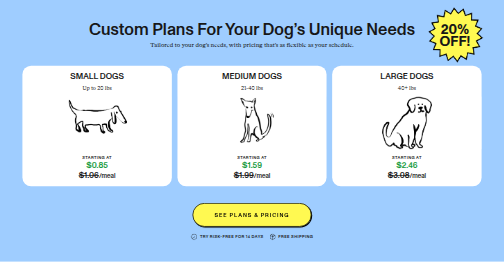 Custom Plans For Your Dog's Unique Needs
20%
OFF!
Tailored to your dog's needs, with pricing that's as flexible as your schedule.
SMALL DOGS
Up to 20 lbs
STARTING AT
$0.85
$1.06/meal
MEDIUM DOGS
21-40 lbs
STARTING AT
$1.59
$1.99/meal
LARGE DOGS
40+ lbs
STARTING AT
$2.46
$3.08/meal
SEE PLANS & PRICING
TRY RISK-FREE FOR 14 DAYS FREE SHIPPING